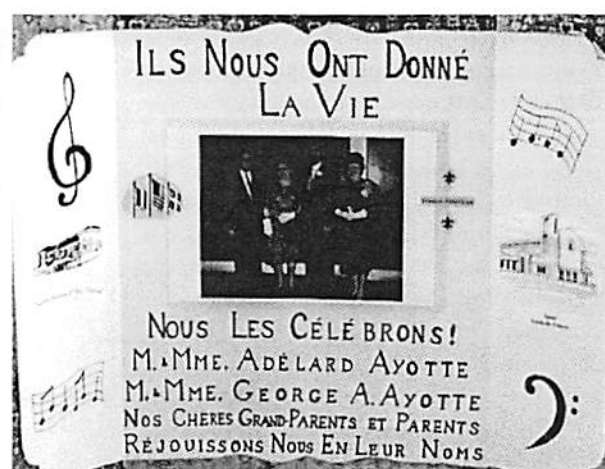 ILS NOUS ONT DONNÉ
LA VIE
NOUS LES CÉLÉBRONS!
M. & MME. ADÉLARD AYOTTE
M. & MME. GEORGE A. AYOTTE
NOS CHERES GRAND-PARENTS ET PARENTS
RÉJOUISSONS NOUS EN LEUR NOMS